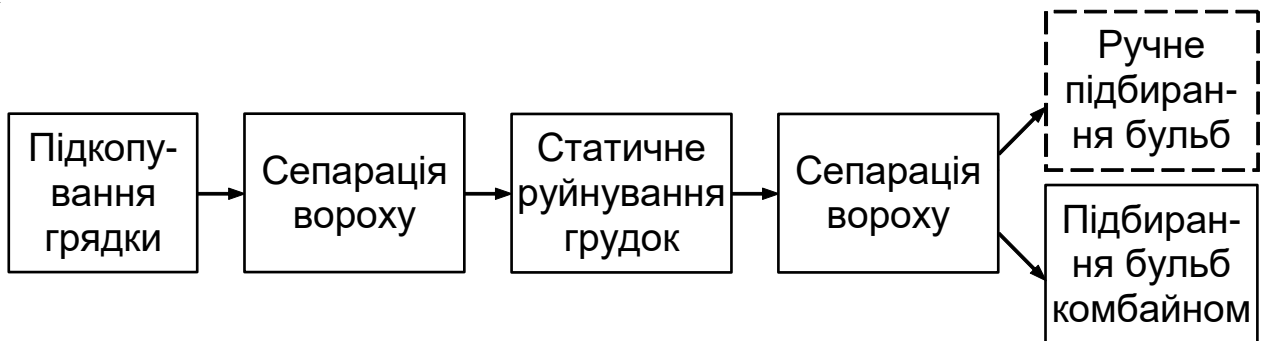 Підкопу-
вання
грядки
Сепарація
вороху
Статичне
руйнування
грудок
Сепарація
вороху
Ручне
підбиран-
ня бульб
Підбиран-
ня бульб
комбайном